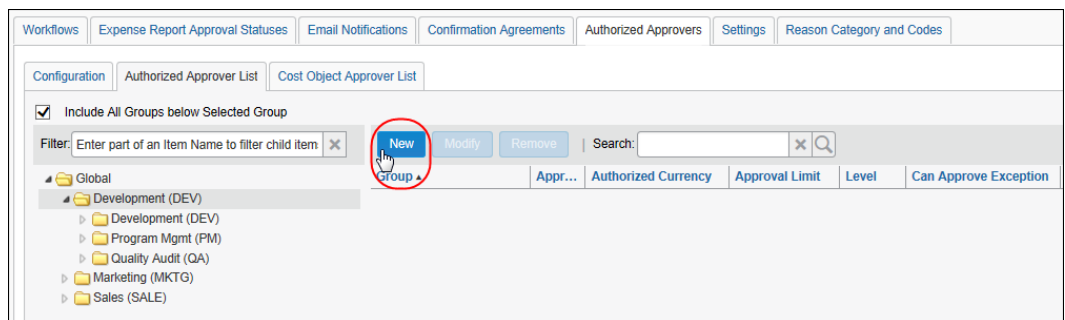 Workflows Expense Report Approval Statuses Email Notifications Confirmation Agreements Authorized Approvers Settings Reason Category and Codes
Configuration Authorized Approver List Cost Object Approver List
Include All Groups below Selected Group
Filter: Enter part of an Item Name to filter child item New Modify Remove | Search:
Global Group Appr... Authorized Currency Approval Limit Level Can Approve Exception
Development (DEV)
Development (DEV)
Program Mgmt (PM)
Quality Audit (QA)
Marketing (MKTG)
Sales (SALE)